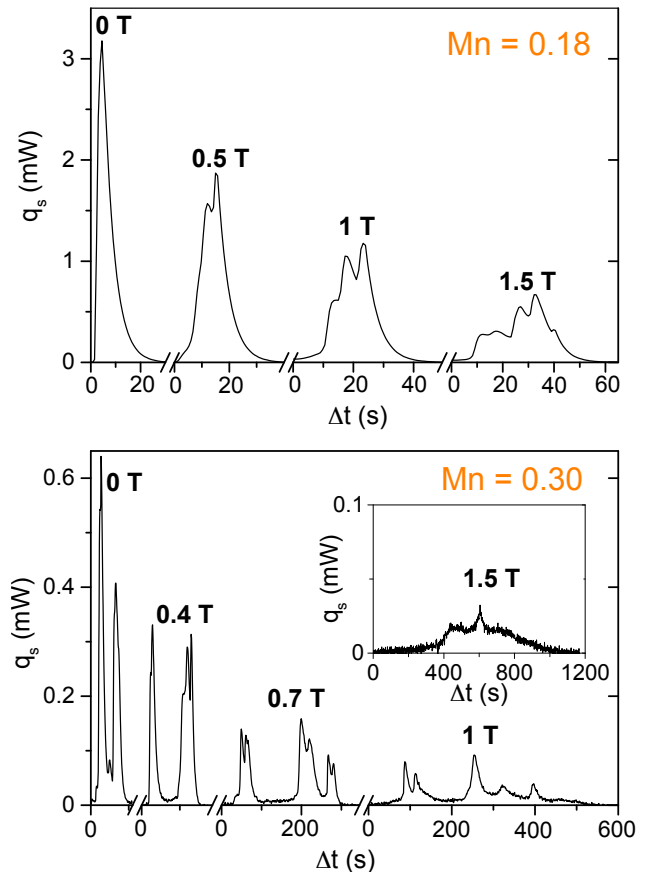 0 T
Mn = 0.18
3
0.5 T
2
q_s (mW)
1 T
1
1.5 T
0
0 20 0 20 0 20 40 0 20 40 60
Δt (s)
Mn = 0.30
0.6
0 T
0.1
1.5 T
q_s (mW)
0.4
0.4 T
0
0 400 800 1200
Δt (s)
q_s (mW)
0.2
0.7 T
1 T
0
0 0 200 0 200 400 600
Δt (s)